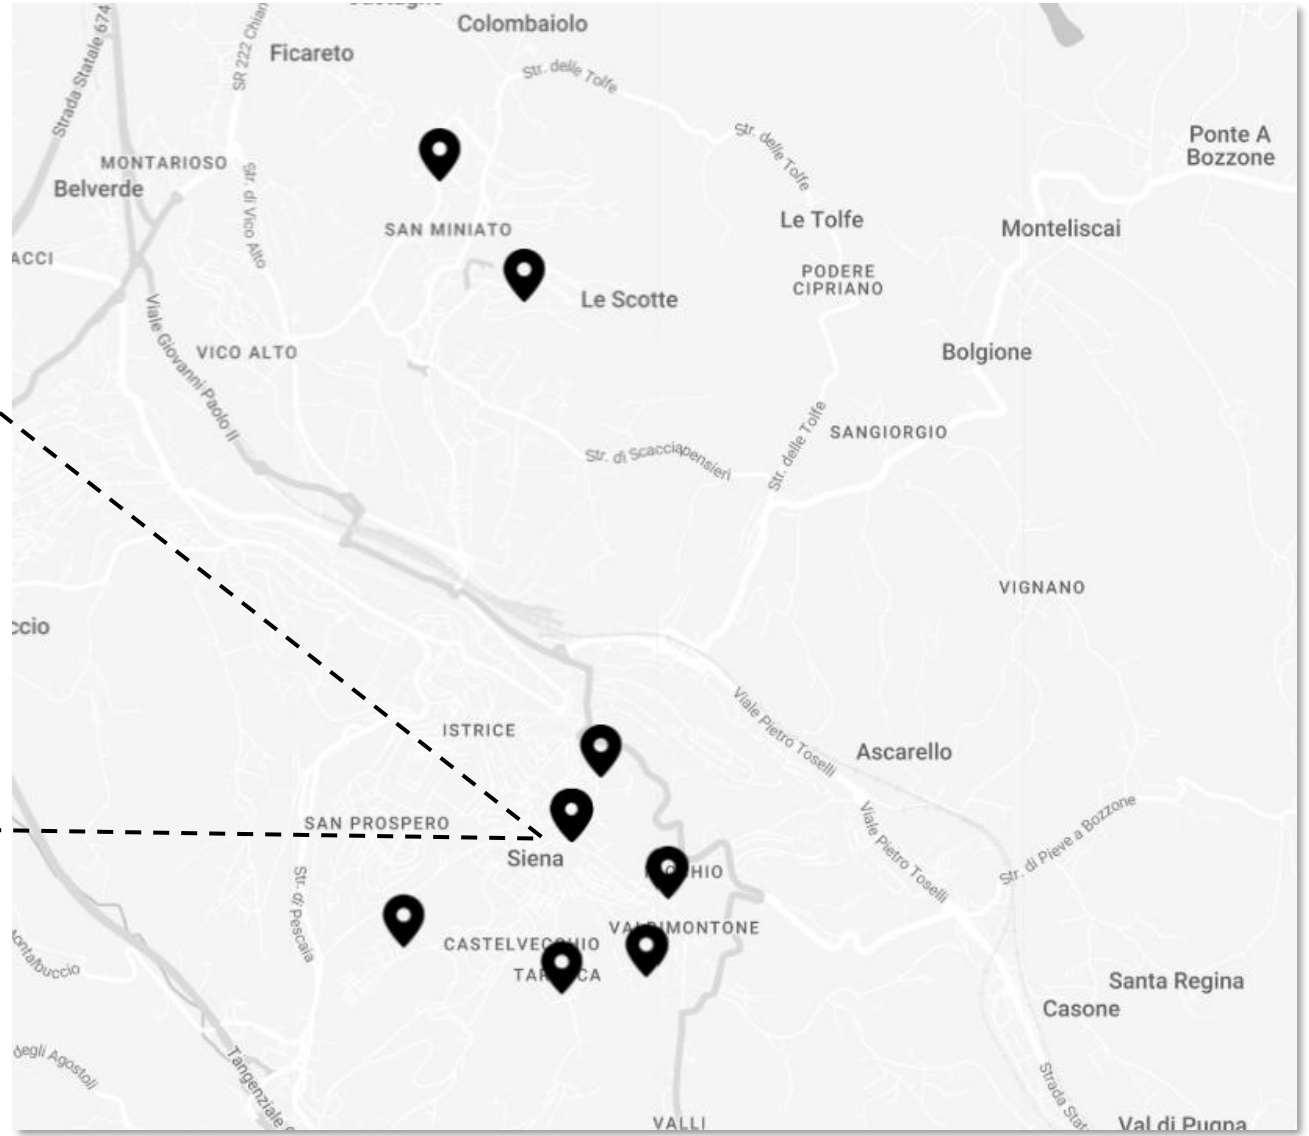 Colombaiolo
Ficareto
Strada Statale 674
SR 222 Chian
Str. delle Tolfe
Str. delle Tolfe
Ponte A
Bozzone
MONTARIOSO
Belverde
Str. di Vico Alto
SAN MINIATO
Le Tolfe
Monteliscai
ACCI
PODERE
CIPRIANO
Le Scotte
Viale Giovanni Paolo II
VICO ALTO
Bolgione
Str. delle Tolfe
SANGIORGIO
Str. di Scacciapensieri
VIGNANO
ccio
ISTRICE
Viale Pietro Toselli
Ascarello
SAN PROSPERO
Siena
Viale Pietro Toselli
Str. di Pieve a Bozzone
Str. di Pescaia
CASTELVECCHIO
Santa Regina
Casone
degli Agostoli
Tangenziale
Strada Stat
VALLI
Val di Pugna